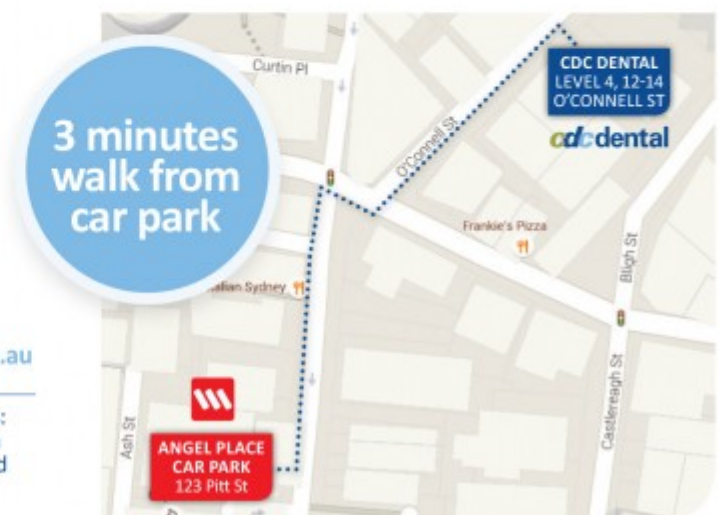 3 minutes
walk from
car park
Curtin Pl
CDC DENTAL
LEVEL 4, 12-14
O'CONNELL ST
cdcdental
O'Connell St
Frankie's Pizza
Bligh St
Sydney
.au
:
d
Ash St
Castlereagh St
ANGEL PLACE
CAR PARK
123 Pitt St